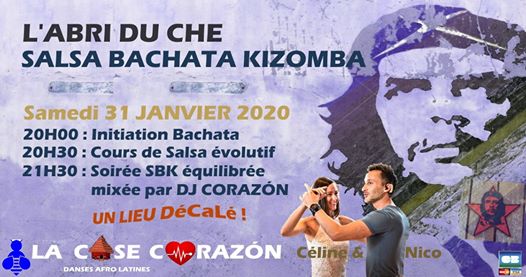 L'ABRI DU CHE
SALSA BACHATA KIZOMBA
Samedi 31 JANVIER 2020
20H00 : Initiation Bachata
20H30 : Cours de Salsa évolutif
21H30 : Soirée SBK équilibrée
mixée par DJ CORAZÓN
UN LIEU DéCaLé !
LA CASE CORAZÓN
DANSES AFRO LATINES
Céline & Nico
CB